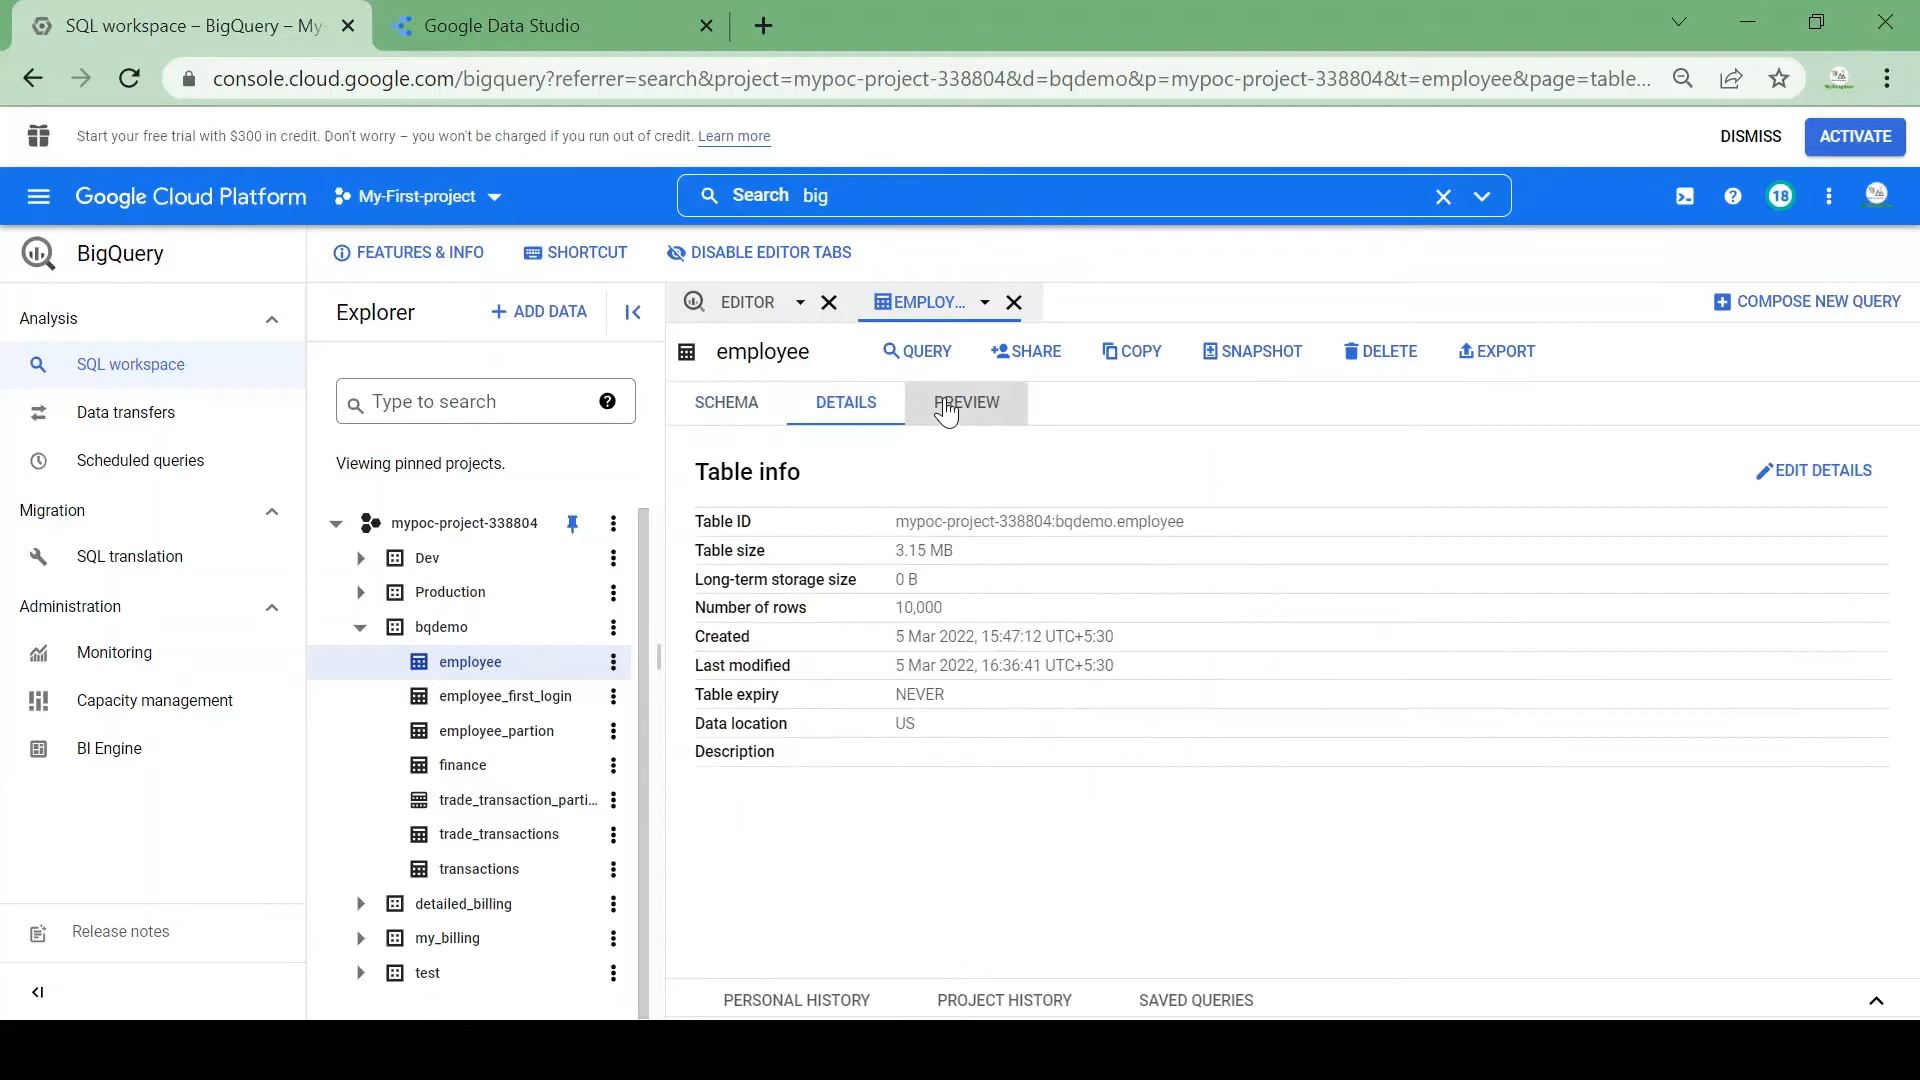 SQL workspace – BigQuery – My-
Google Data Studio
console.cloud.google.com/bigquery?referrer=search&project=mypoc-project-338804&d=bqdemo&p=mypoc-project-338804&t=employee&page=table...
Start your free trial with $300 in credit. Don't worry – you won't be charged if you run out of credit. Learn more
DISMISS
ACTIVATE
Google Cloud Platform
My-First-project
Search big
18
BigQuery
FEATURES & INFO
SHORTCUT
DISABLE EDITOR TABS
Analysis
SQL workspace
Data transfers
Scheduled queries
Migration
SQL translation
Administration
Monitoring
Capacity management
BI Engine
Release notes
Explorer
+ ADD DATA
Type to search
Viewing pinned projects.
mypoc-project-338804
Dev
Production
bqdemo
employee
employee_first_login
employee_partion
finance
trade_transaction_parti...
trade_transactions
transactions
detailed_billing
my_billing
test
EDITOR
EMPLOY...
COMPOSE NEW QUERY
employee
QUERY
SHARE
COPY
SNAPSHOT
DELETE
EXPORT
SCHEMA
DETAILS
PREVIEW
Table info
EDIT DETAILS
Table ID mypoc-project-338804:bqdemo.employee
Table size 3.15 MB
Long-term storage size 0 B
Number of rows 10,000
Created 5 Mar 2022, 15:47:12 UTC+5:30
Last modified 5 Mar 2022, 16:36:41 UTC+5:30
Table expiry NEVER
Data location US
Description
PERSONAL HISTORY
PROJECT HISTORY
SAVED QUERIES